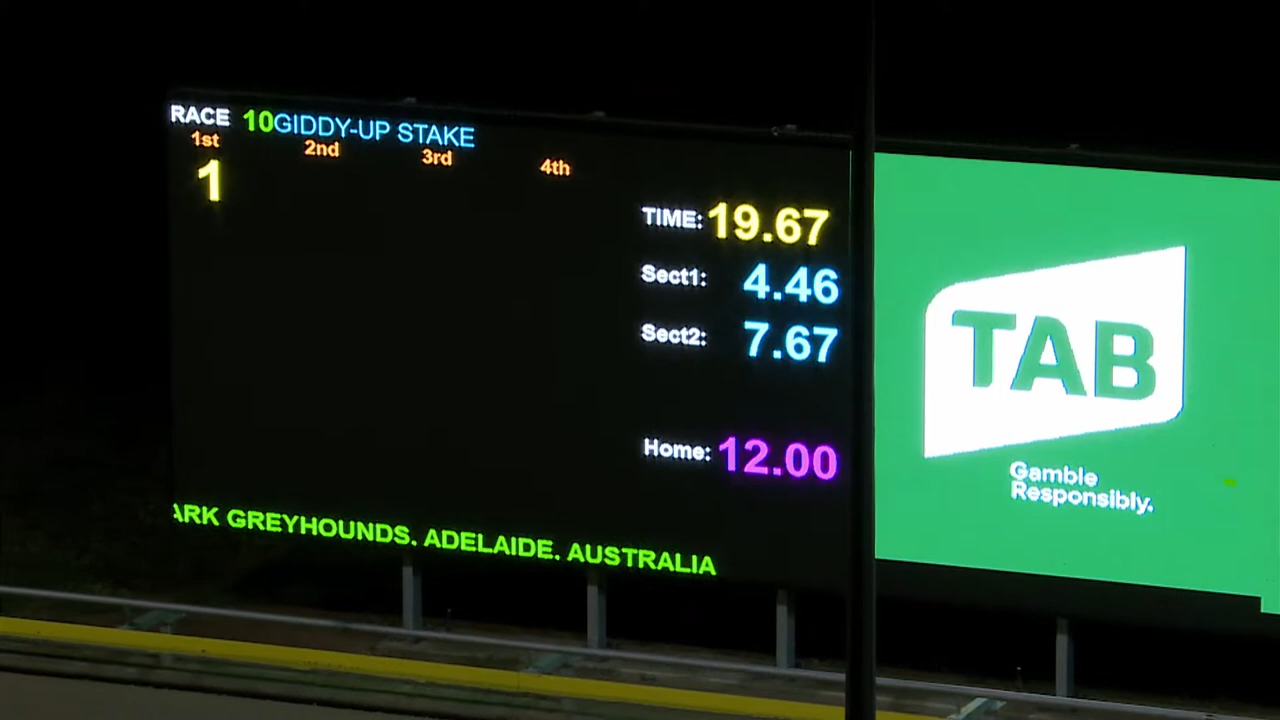 RACE 10GIDDY-UP STAKE
1st 2nd 3rd 4th
1
TIME: 19.67
Sect1: 4.46
Sect2: 7.67
Home: 12.00
ARK GREYHOUNDS. ADELAIDE. AUSTRALIA
TAB
Gamble
Responsibly.